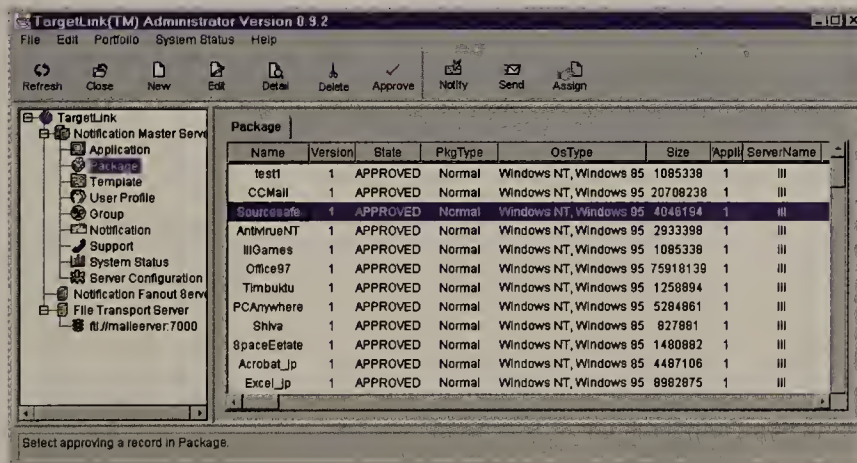 TargetLink(TM) Administrator Version 0.9.2
File Edit Portfolio System Status Help
Refresh Close New Edit Detail Delete Approve Notify Send Assign
TargetLink
Notification Master Serve
Application
Package
Template
User Profile
Group
Notification
Support
System Status
Server Configuration
Notification Fanout Serve
File Transport Server
Package
Name Version State PkgType OsType Size Appli ServerName
test1 1 APPROVED Normal Windows NT, Windows 95 1085338 1 III
CCMail 1 APPROVED Normal Windows NT, Windows 95 20708238 1 III
Sourcesafe 1 APPROVED Normal Windows NT, Windows 95 4046194 1 III
AntivirueNT 1 APPROVED Normal Windows NT, Windows 95 2933398 1 III
IIIGames 1 APPROVED Normal Windows NT, Windows 95 1085338 1 III
Office97 1 APPROVED Normal Windows NT, Windows 95 75918139 1 III
Timbuktu 1 APPROVED Normal Windows NT, Windows 95 1258894 1 III
PCAnywhere 1 APPROVED Normal Windows NT, Windows 95 5284861 1 III
Shiva 1 APPROVED Normal Windows NT, Windows 95 827881 1 III
SpaceEetate 1 APPROVED Normal Windows NT, Windows 95 1480882 1 III
Acrobat_jp 1 APPROVED Normal Windows NT, Windows 95 4487106 1 III
Excel_jp 1 APPROVED Normal Windows NT, Windows 95 8982875 1 III
Select approving a record in Package.